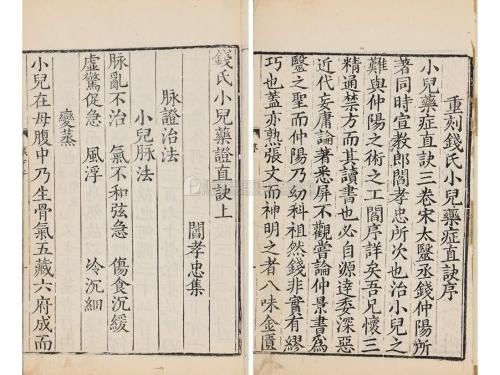 重刻錢氏小兒藥症直訣序
小兒藥症直訣三卷宋太醫丞錢仲陽所
著同時宣教郎閻孝忠所次也治小兒之
難與仲陽之術之工閻序詳矣吾兄懷三
精通禁方而其讀書也必自源達委深惡
近代妄庸論著悉屏不觀嘗論仲景書為
醫之聖而仲陽乃幼科祖然錢非實有繆
巧也蓋亦熟張文而神明之者八味金匱
錢氏小兒藥證直訣上
閻孝忠集
脉證治法
小兒脉法
脉亂不治 氣不和弦急 傷食沉緩
虛驚促急 風浮 冷沉細
變蒸
小兒在母腹中乃生骨氣五藏六府成而